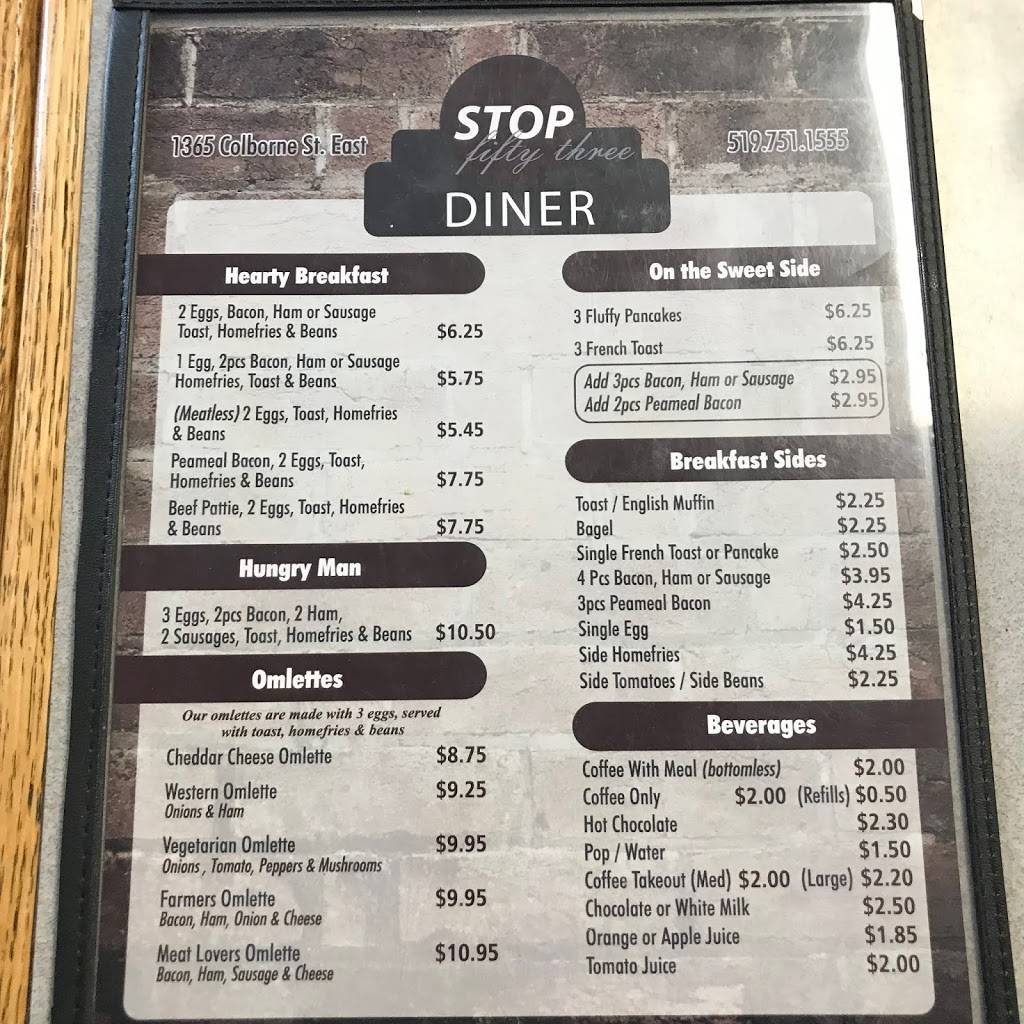 1365 Colborne St. East
STOP
fifty three
DINER
519.751.1555
Hearty Breakfast
2 Eggs, Bacon, Ham or Sausage
Toast, Homefries & Beans $6.25
1 Egg, 2pcs Bacon, Ham or Sausage
Homefries, Toast & Beans $5.75
(Meatless) 2 Eggs, Toast, Homefries
& Beans $5.45
Peameal Bacon, 2 Eggs, Toast,
Homefries & Beans $7.75
Beef Pattie, 2 Eggs, Toast, Homefries
& Beans $7.75
Hungry Man
3 Eggs, 2pcs Bacon, 2 Ham,
2 Sausages, Toast, Homefries & Beans $10.50
Omlettes
Our omlettes are made with 3 eggs, served
with toast, homefries & beans
Cheddar Cheese Omlette $8.75
Western Omlette $9.25
Onions & Ham
Vegetarian Omlette $9.95
Onions , Tomato, Peppers & Mushrooms
Farmers Omlette $9.95
Bacon, Ham, Onion & Cheese
Meat Lovers Omlette $10.95
Bacon, Ham, Sausage & Cheese
On the Sweet Side
3 Fluffy Pancakes $6.25
3 French Toast $6.25
Add 3pcs Bacon, Ham or Sausage $2.95
Add 2pcs Peameal Bacon $2.95
Breakfast Sides
Toast / English Muffin $2.25
Bagel $2.25
Single French Toast or Pancake $2.50
4 Pcs Bacon, Ham or Sausage $3.95
3pcs Peameal Bacon $4.25
Single Egg $1.50
Side Homefries $4.25
Side Tomatoes / Side Beans $2.25
Beverages
Coffee With Meal (bottomless) $2.00
Coffee Only $2.00 (Refills) $0.50
Hot Chocolate $2.30
Pop / Water $1.50
Coffee Takeout (Med) $2.00 (Large) $2.20
Chocolate or White Milk $2.50
Orange or Apple Juice $1.85
Tomato Juice $2.00